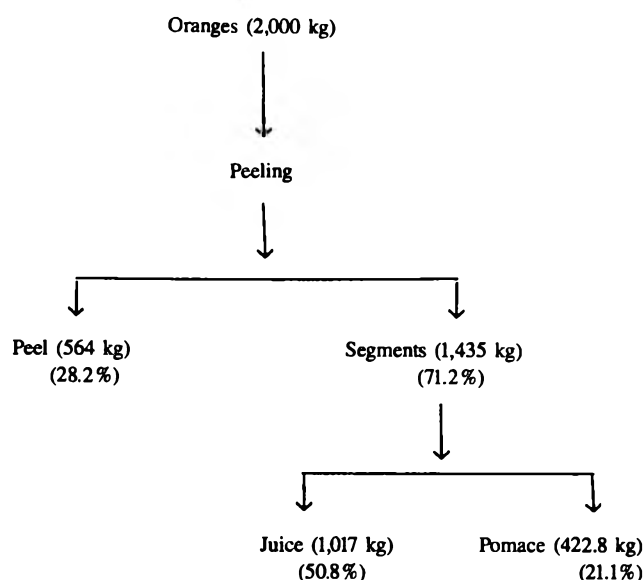 Oranges (2,000 kg)
Peeling
Peel (564 kg)
(28.2%)
Segments (1,435 kg)
(71.2%)
Juice (1,017 kg)
(50.8%)
Pomace (422.8 kg)
(21.1%)